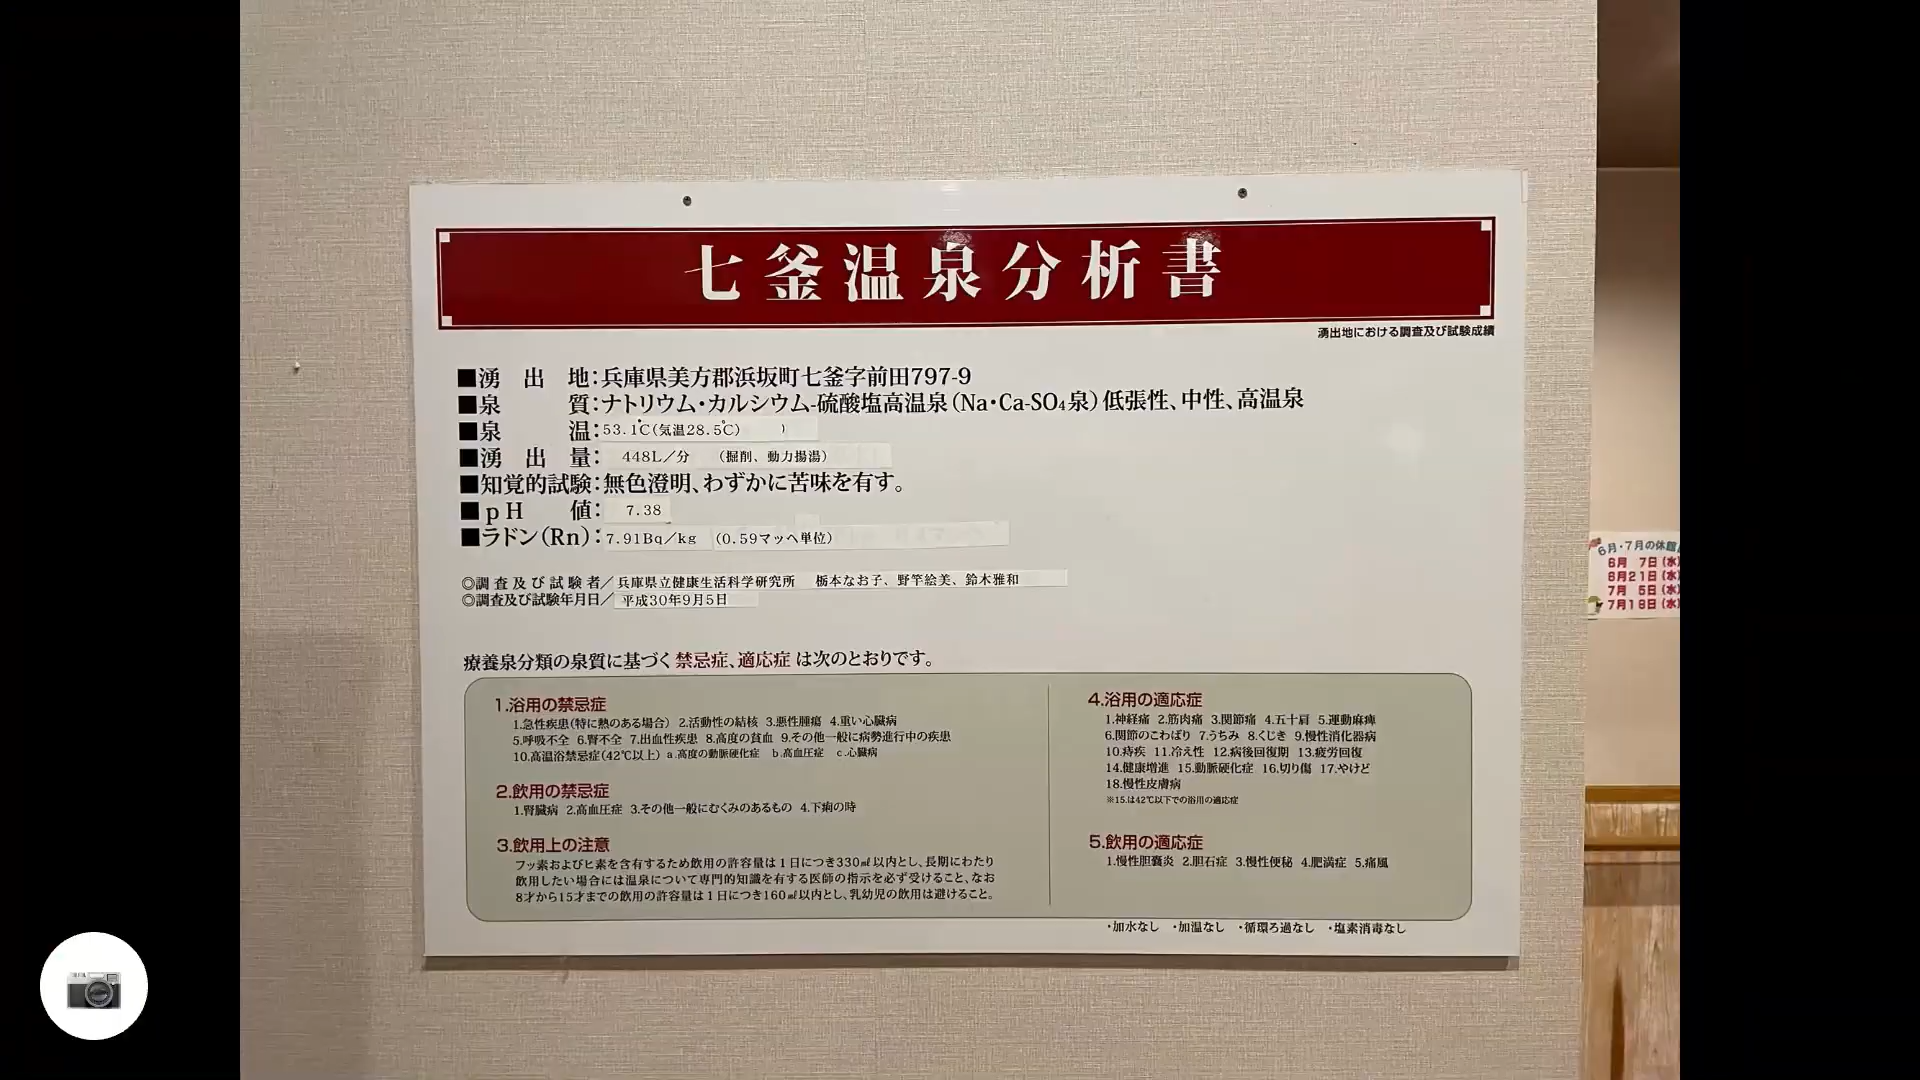 七釜温泉分析書
湧出地における調査及び試験成績
■湧出地：兵庫県美方郡浜坂町七釜字前田797-9
■泉質：ナトリウム・カルシウム-硫酸塩高温泉（Na・Ca-SO₄泉）低張性、中性、高温泉
■泉温：53.1℃(気温28.5℃) )
■湧出量：448L／分 （掘削、動力揚湯）
■知覚的試験：無色澄明、わずかに苦味を有す。
■pH値：7.38
■ラドン（Rn）：7.91Bq／kg （0.59マッヘ単位）
◎調査及び試験者／兵庫県立健康生活科学研究所 栃本なお子、野竿絵美、鈴木雅和
◎調査及び試験年月日／平成30年9月5日
療養泉分類の泉質に基づく禁忌症、適応症は次のとおりです。
1.浴用の禁忌症
1.急性疾患（特に熱のある場合） 2.活動性の結核 3.悪性腫瘍 4.重い心臓病
5.呼吸不全 6.腎不全 7.出血性疾患 8.高度の貧血 9.その他一般に病勢進行中の疾患
10.高温浴禁忌症（42℃以上） a.高度の動脈硬化症 b.高血圧症 c.心臓病
2.飲用の禁忌症
1.腎臓病 2.高血圧症 3.その他一般にむくみのあるもの 4.下痢の時
3.飲用上の注意
フッ素およびヒ素を含有するため飲用の許容量は１日につき330㎖以内とし、長期にわたり
飲用したい場合には温泉について専門的知識を有する医師の指示を必ず受けること、なお
8才から15才までの飲用の許容量は１日につき160㎖以内とし、乳幼児の飲用は避けること。
4.浴用の適応症
1.神経痛 2.筋肉痛 3.関節痛 4.五十肩 5.運動麻痺
6.関節のこわばり 7.うちみ 8.くじき 9.慢性消化器病
10.痔疾 11.冷え性 12.病後回復期 13.疲労回復
14.健康増進 15.動脈硬化症 16.切り傷 17.やけど
18.慢性皮膚病
※15.は42℃以下での浴用の適応症
5.飲用の適応症
1.慢性胆嚢炎 2.胆石症 3.慢性便秘 4.肥満症 5.痛風
・加水なし ・加温なし ・循環ろ過なし ・塩素消毒なし
6月・7月の休館
6月 7日（水
6月21日（水
7月 5日（水
7月19日（水